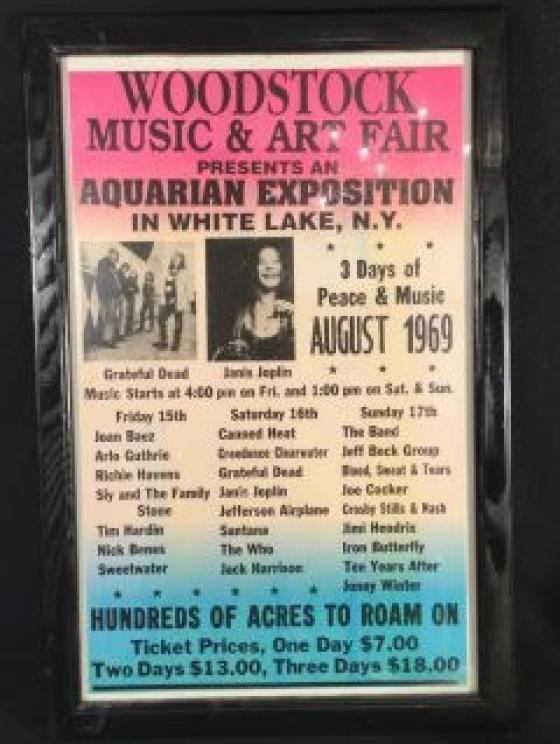 WOODSTOCK
MUSIC & ART FAIR
PRESENTS AN
AQUARIAN EXPOSITION
IN WHITE LAKE, N.Y.
3 Days of
Peace & Music
AUGUST 1969
Grateful Dead
Janis Joplin
Music Starts at 4:00 pm on Fri. and 1:00 pm on Sat. & Sun.
Friday 15th
Joan Baez
Arlo Guthrie
Richie Havens
Sly and The Family
Stone
Tim Hardin
Nick Benes
Sweetwater
Saturday 16th
Canned Heat
Creedence Clearwater
Grateful Dead
Janis Joplin
Jefferson Airplane
Santana
The Who
Jack Harrison
Sunday 17th
The Band
Jeff Beck Group
Blood, Sweat & Tears
Joe Cocker
Crosby Stills & Nash
Jimi Hendrix
Iron Butterfly
Ten Years After
Jonny Winter
HUNDREDS OF ACRES TO ROAM ON
Ticket Prices, One Day $7.00
Two Days $13.00, Three Days $18.00